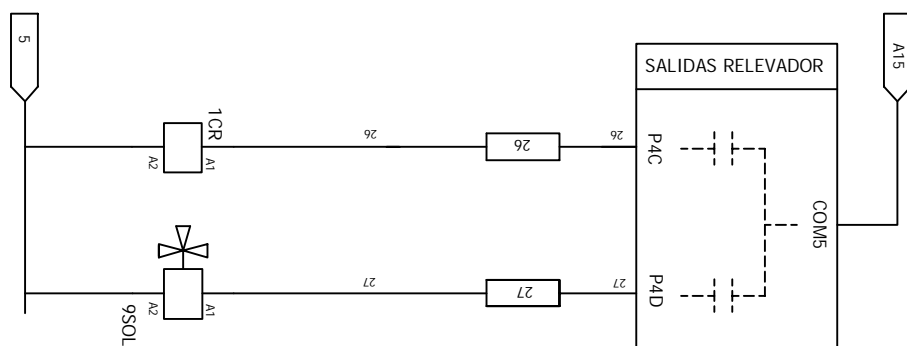 5
A15
SALIDAS RELEVADOR
1CR
A2
A1
26
26
26
P4C
COM5
9SOL
A2
A1
27
27
27
P4D